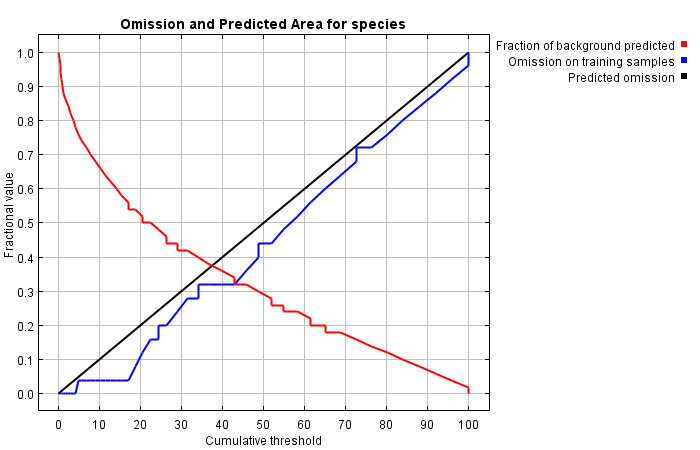 Omission and Predicted Area for species
Fraction of background predicted
Omission on training samples
Predicted omission
Fractional value
1.0
0.9
0.8
0.7
0.6
0.5
0.4
0.3
0.2
0.1
0.0
0 10 20 30 40 50 60 70 80 90 100
Cumulative threshold